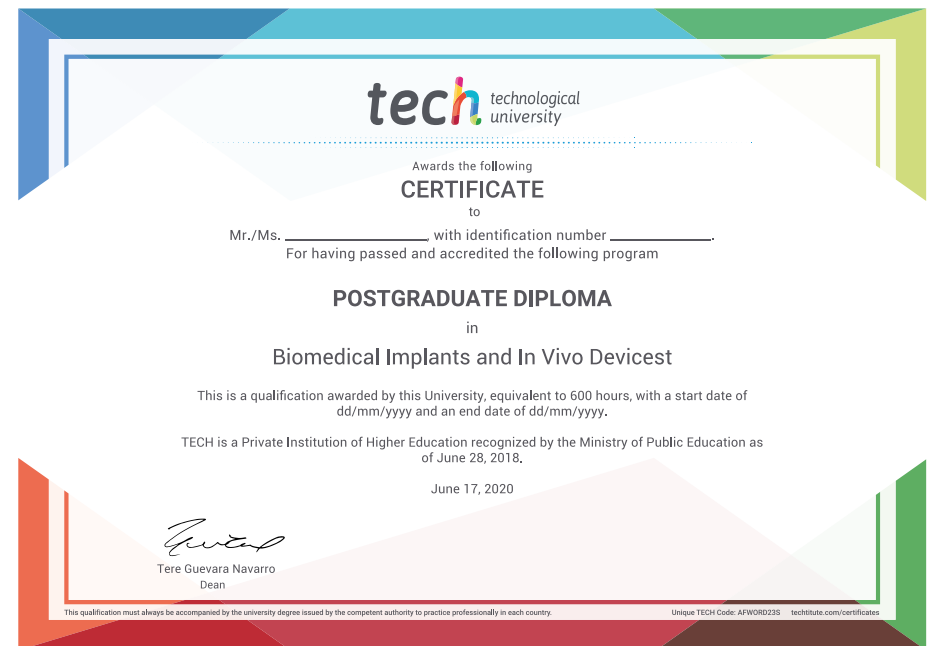 tech technological
university
Awards the following
CERTIFICATE
to
Mr./Ms. ____________________, with identification number ______________.
For having passed and accredited the following program
POSTGRADUATE DIPLOMA
in
Biomedical Implants and In Vivo Devicest
This is a qualification awarded by this University, equivalent to 600 hours, with a start date of
dd/mm/yyyy and an end date of dd/mm/yyyy.
TECH is a Private Institution of Higher Education recognized by the Ministry of Public Education as
of June 28, 2018.
June 17, 2020
Tere Guevara Navarro
Dean
This qualification must always be accompanied by the university degree issued by the competent authority to practice professionally in each country.
Unique TECH Code: AFWORD23S techtitute.com/certificates